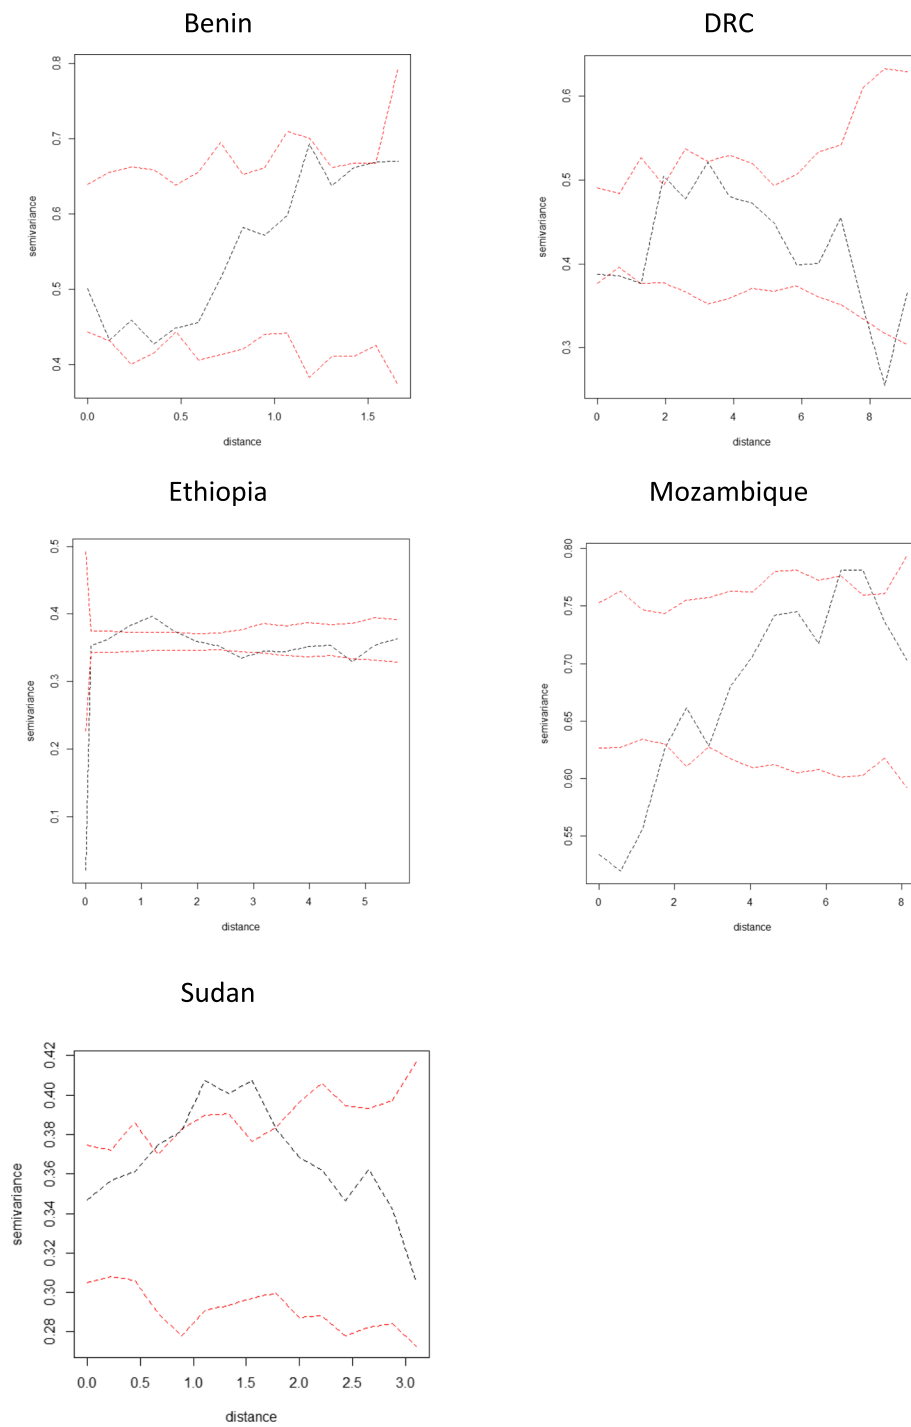 Benin
DRC
semivariance
0.4 0.5 0.6 0.7 0.8
0.0 0.5 1.0 1.5
distance
semivariance
0.3 0.4 0.5 0.6
0 2 4 6 8
distance
Ethiopia
Mozambique
semivariance
0.1 0.2 0.3 0.4 0.5
0 1 2 3 4 5
distance
semivariance
0.55 0.60 0.65 0.70 0.75 0.80
0 2 4 6 8
distance
Sudan
semivariance
0.28 0.30 0.32 0.34 0.36 0.38 0.40 0.42
0.0 0.5 1.0 1.5 2.0 2.5 3.0
distance